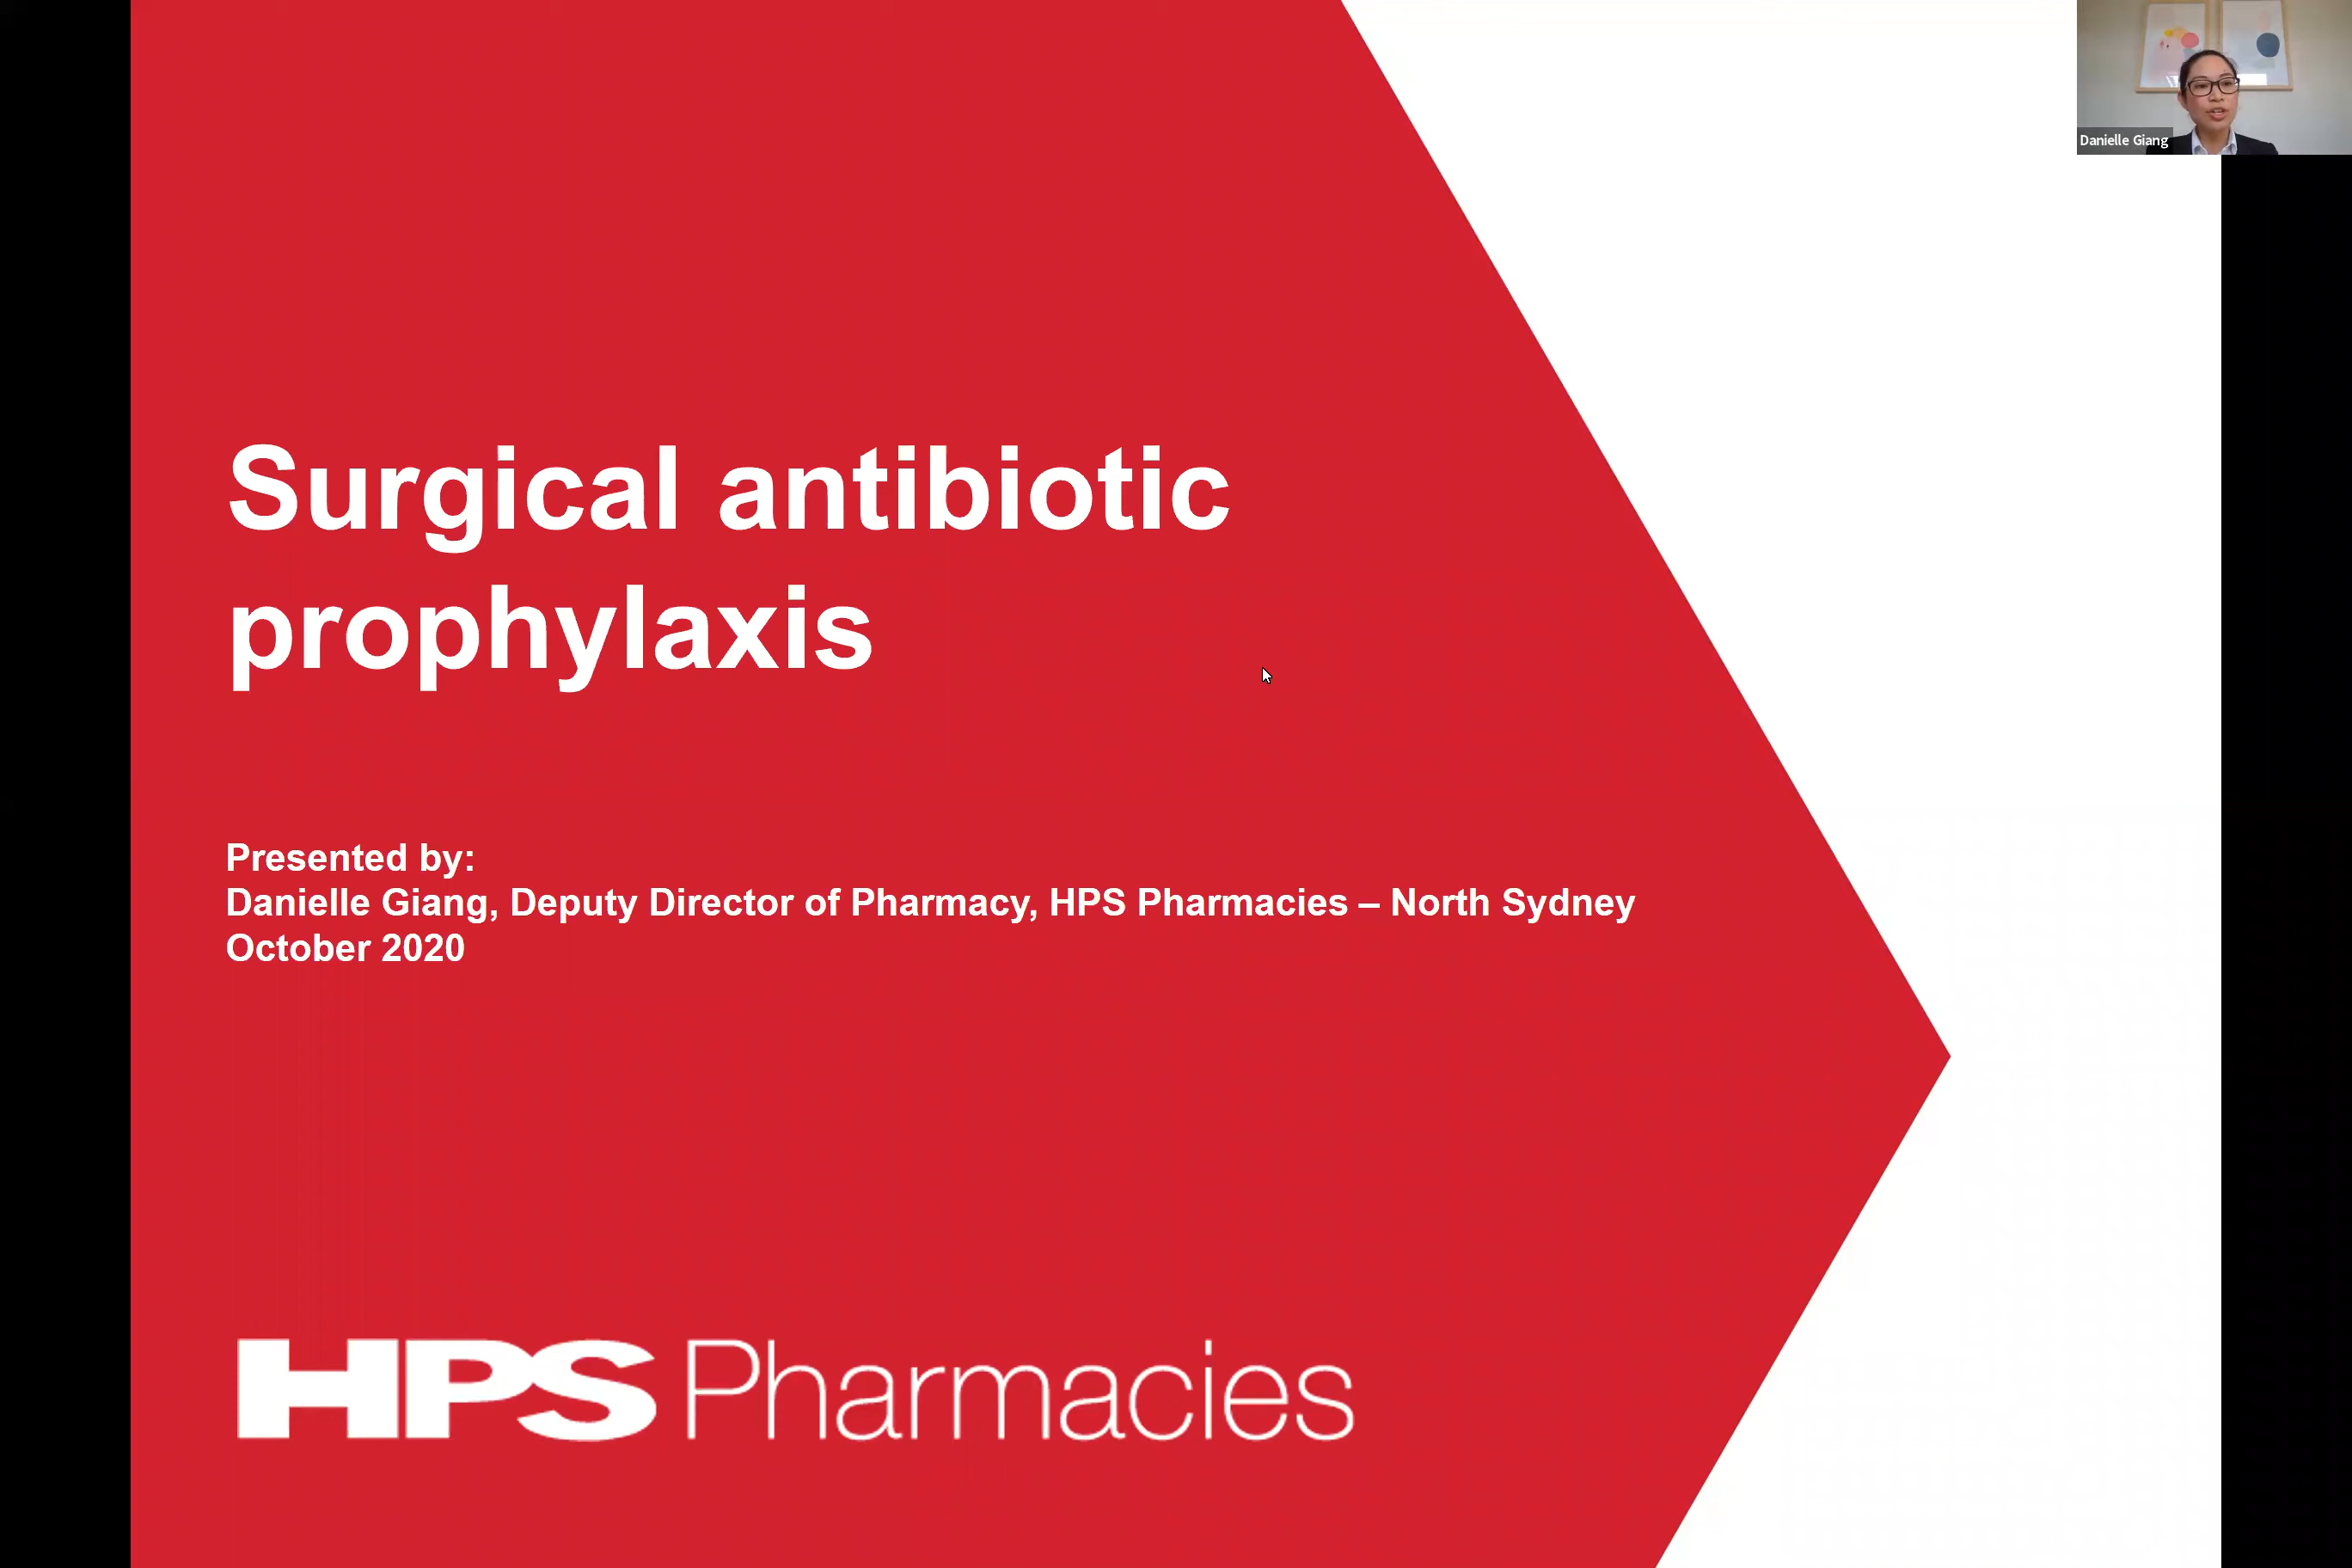 Danielle Giang
Surgical antibiotic
prophylaxis
Presented by:
Danielle Giang, Deputy Director of Pharmacy, HPS Pharmacies – North Sydney
October 2020
HPS Pharmacies